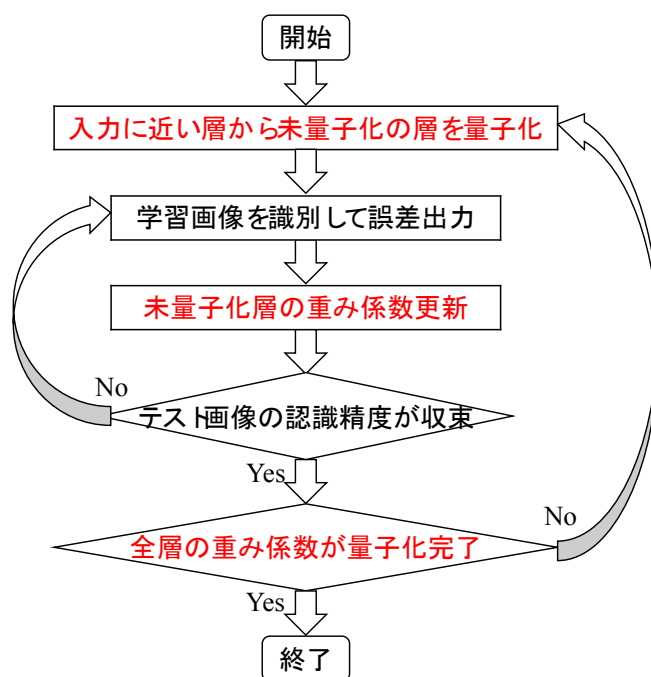 開始
入力に近い層から未量子化の層を量子化
学習画像を識別して誤差出力
未量子化層の重み係数更新
No
テスト画像の認識精度が収束
Yes
No
全層の重み係数が量子化完了
Yes
終了